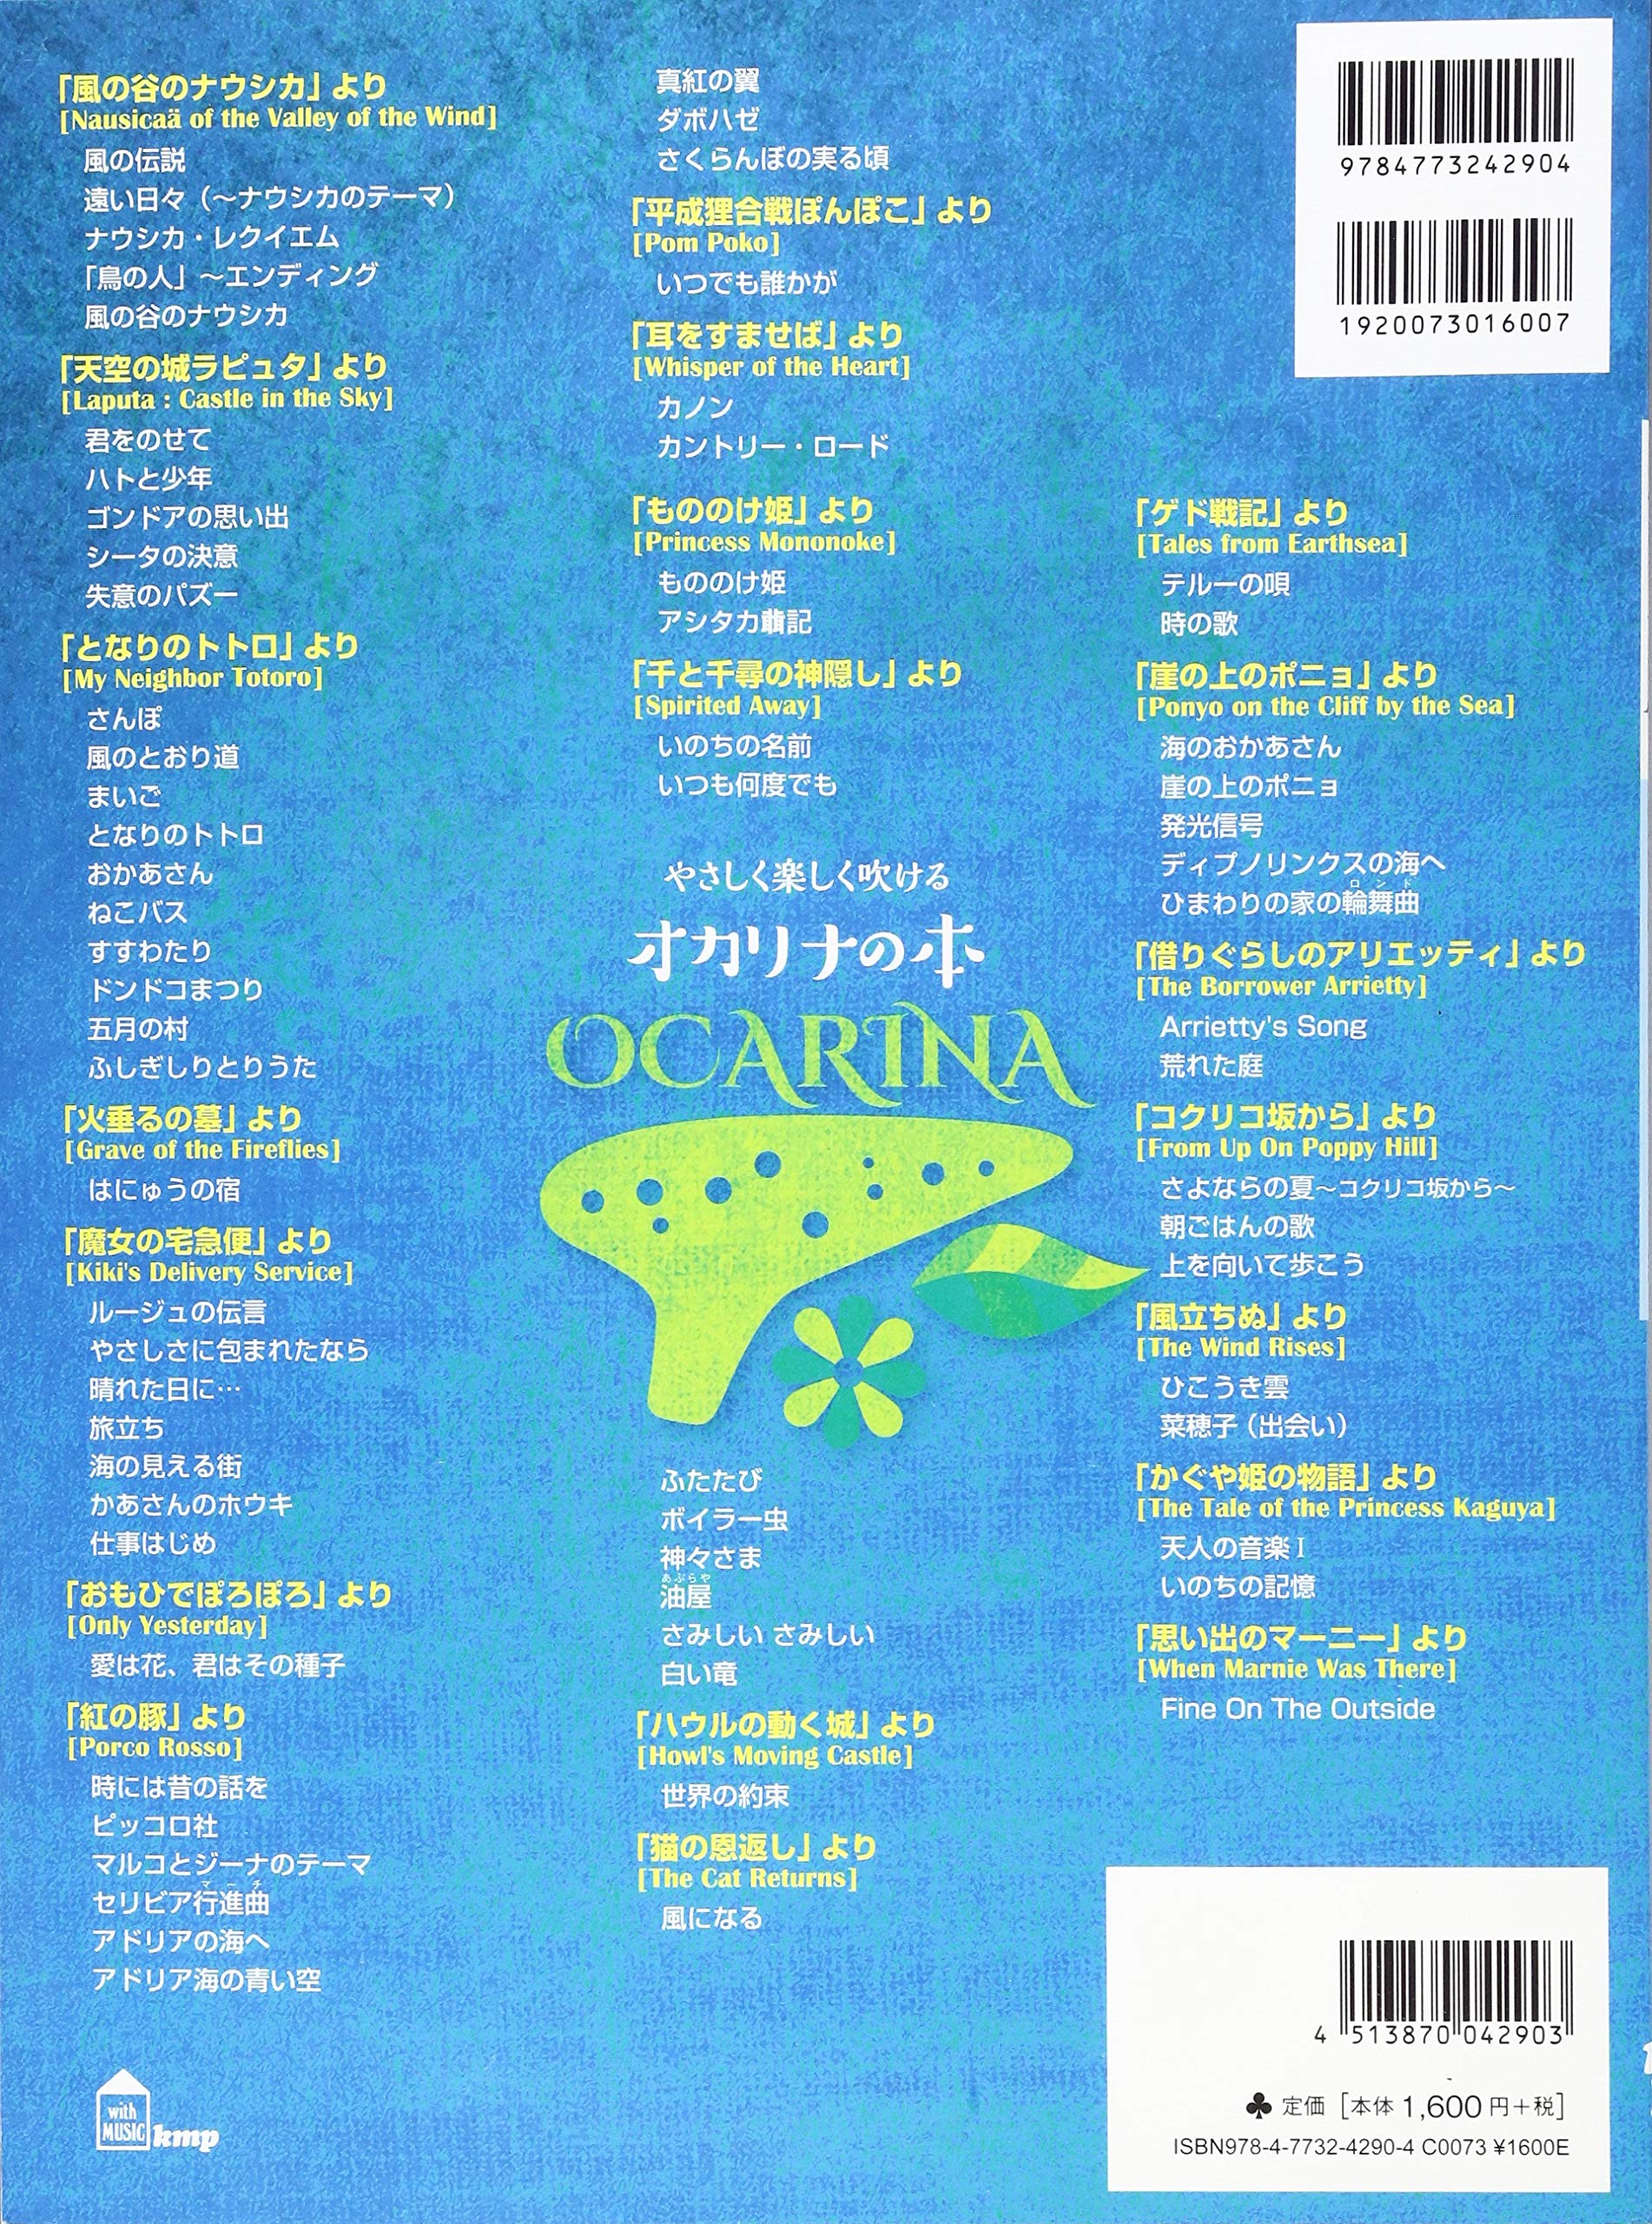 「風の谷のナウシカ」より
[Nausicaä of the Valley of the Wind]
風の伝説
遠い日々（〜ナウシカのテーマ）
ナウシカ・レクイエム
「鳥の人」〜エンディング
風の谷のナウシカ
「天空の城ラピュタ」より
[Laputa : Castle in the Sky]
君をのせて
ハトと少年
ゴンドアの思い出
シータの決意
失意のパズー
「となりのトトロ」より
[My Neighbor Totoro]
さんぽ
風のとおり道
まいご
となりのトトロ
おかあさん
ねこバス
すすわたり
ドンドコまつり
五月の村
ふしぎしりとりうた
「火垂るの墓」より
[Grave of the Fireflies]
はにゅうの宿
「魔女の宅急便」より
[Kiki's Delivery Service]
ルージュの伝言
やさしさに包まれたなら
晴れた日に…
旅立ち
海の見える街
かあさんのホウキ
仕事はじめ
「おもひでぽろぽろ」より
[Only Yesterday]
愛は花、君はその種子
「紅の豚」より
[Porco Rosso]
時には昔の話を
ピッコロ社
マルコとジーナのテーマ
マーチ
セリビア行進曲
アドリアの海へ
アドリア海の青い空
with
MUSIC kmp
真紅の翼
ダボハゼ
さくらんぼの実る頃
「平成狸合戦ぽんぽこ」より
[Pom Poko]
いつでも誰かが
「耳をすませば」より
[Whisper of the Heart]
カノン
カントリー・ロード
「もののけ姫」より
[Princess Mononoke]
もののけ姫
アシタカ𦻙記
「千と千尋の神隠し」より
[Spirited Away]
いのちの名前
いつも何度でも
やさしく楽しく吹ける
オカリナの本
OCARINA
ふたたび
ボイラー虫
神々さま
あぶらや
油屋
さみしい さみしい
白い竜
「ハウルの動く城」より
[Howl's Moving Castle]
世界の約束
「猫の恩返し」より
[The Cat Returns]
風になる
9784773242904
1920073016007
「ゲド戦記」より
[Tales from Earthsea]
テルーの唄
時の歌
「崖の上のポニョ」より
[Ponyo on the Cliff by the Sea]
海のおかあさん
崖の上のポニョ
発光信号
ディプノリンクスの海へ
ロンド
ひまわりの家の輪舞曲
「借りぐらしのアリエッティ」より
[The Borrower Arrietty]
Arrietty's Song
荒れた庭
「コクリコ坂から」より
[From Up On Poppy Hill]
さよならの夏〜コクリコ坂から〜
朝ごはんの歌
上を向いて歩こう
「風立ちぬ」より
[The Wind Rises]
ひこうき雲
菜穂子（出会い）
「かぐや姫の物語」より
[The Tale of the Princess Kaguya]
天人の音楽 I
いのちの記憶
「思い出のマーニー」より
[When Marnie Was There]
Fine On The Outside
4 513870 042903
♣ 定価 [本体 1,600 円＋税]
ISBN978-4-7732-4290-4 C0073 ¥1600E